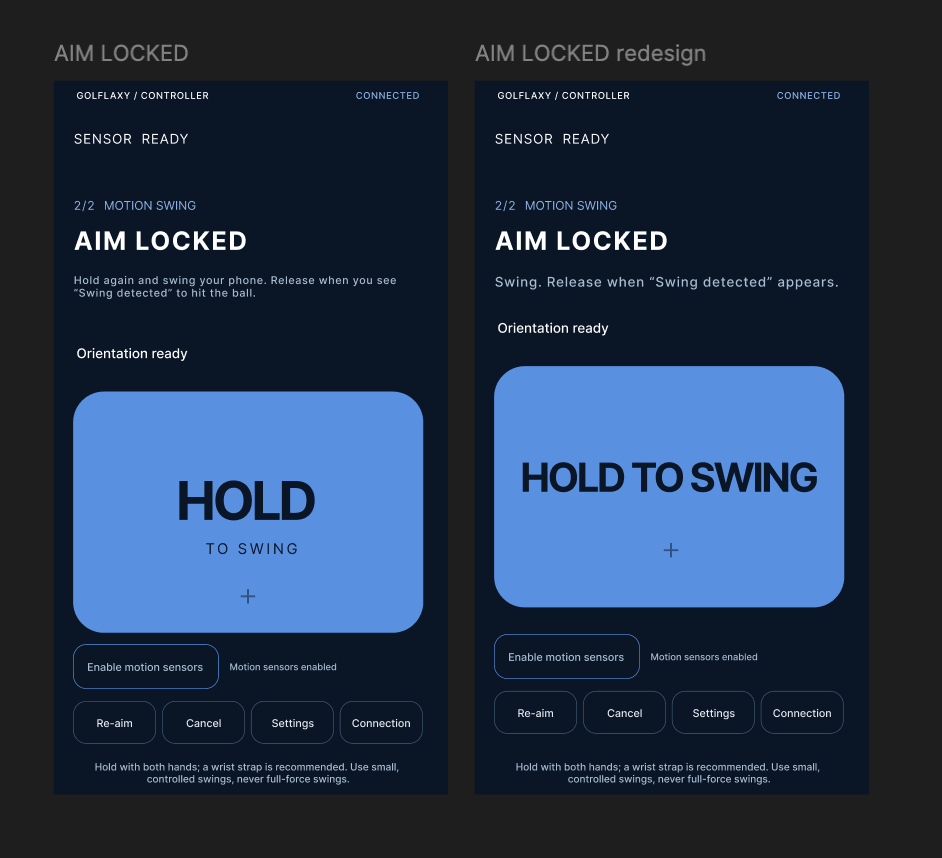 AIM LOCKED
GOLFLAXY / CONTROLLER
CONNECTED
SENSOR READY
2/2 MOTION SWING
AIM LOCKED
Hold again and swing your phone. Release when you see
“Swing detected” to hit the ball.
Orientation ready
HOLD
TO SWING
+
Enable motion sensors
Motion sensors enabled
Re-aim
Cancel
Settings
Connection
Hold with both hands; a wrist strap is recommended. Use small,
controlled swings, never full-force swings.
AIM LOCKED redesign
GOLFLAXY / CONTROLLER
CONNECTED
SENSOR READY
2/2 MOTION SWING
AIM LOCKED
Swing. Release when “Swing detected” appears.
Orientation ready
HOLD TO SWING
+
Enable motion sensors
Motion sensors enabled
Re-aim
Cancel
Settings
Connection
Hold with both hands; a wrist strap is recommended. Use small,
controlled swings, never full-force swings.